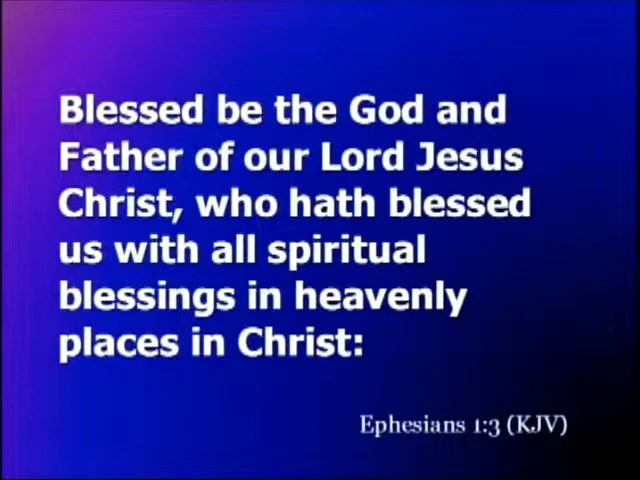 Blessed be the God and
Father of our Lord Jesus
Christ, who hath blessed
us with all spiritual
blessings in heavenly
places in Christ:
Ephesians 1:3 (KJV)